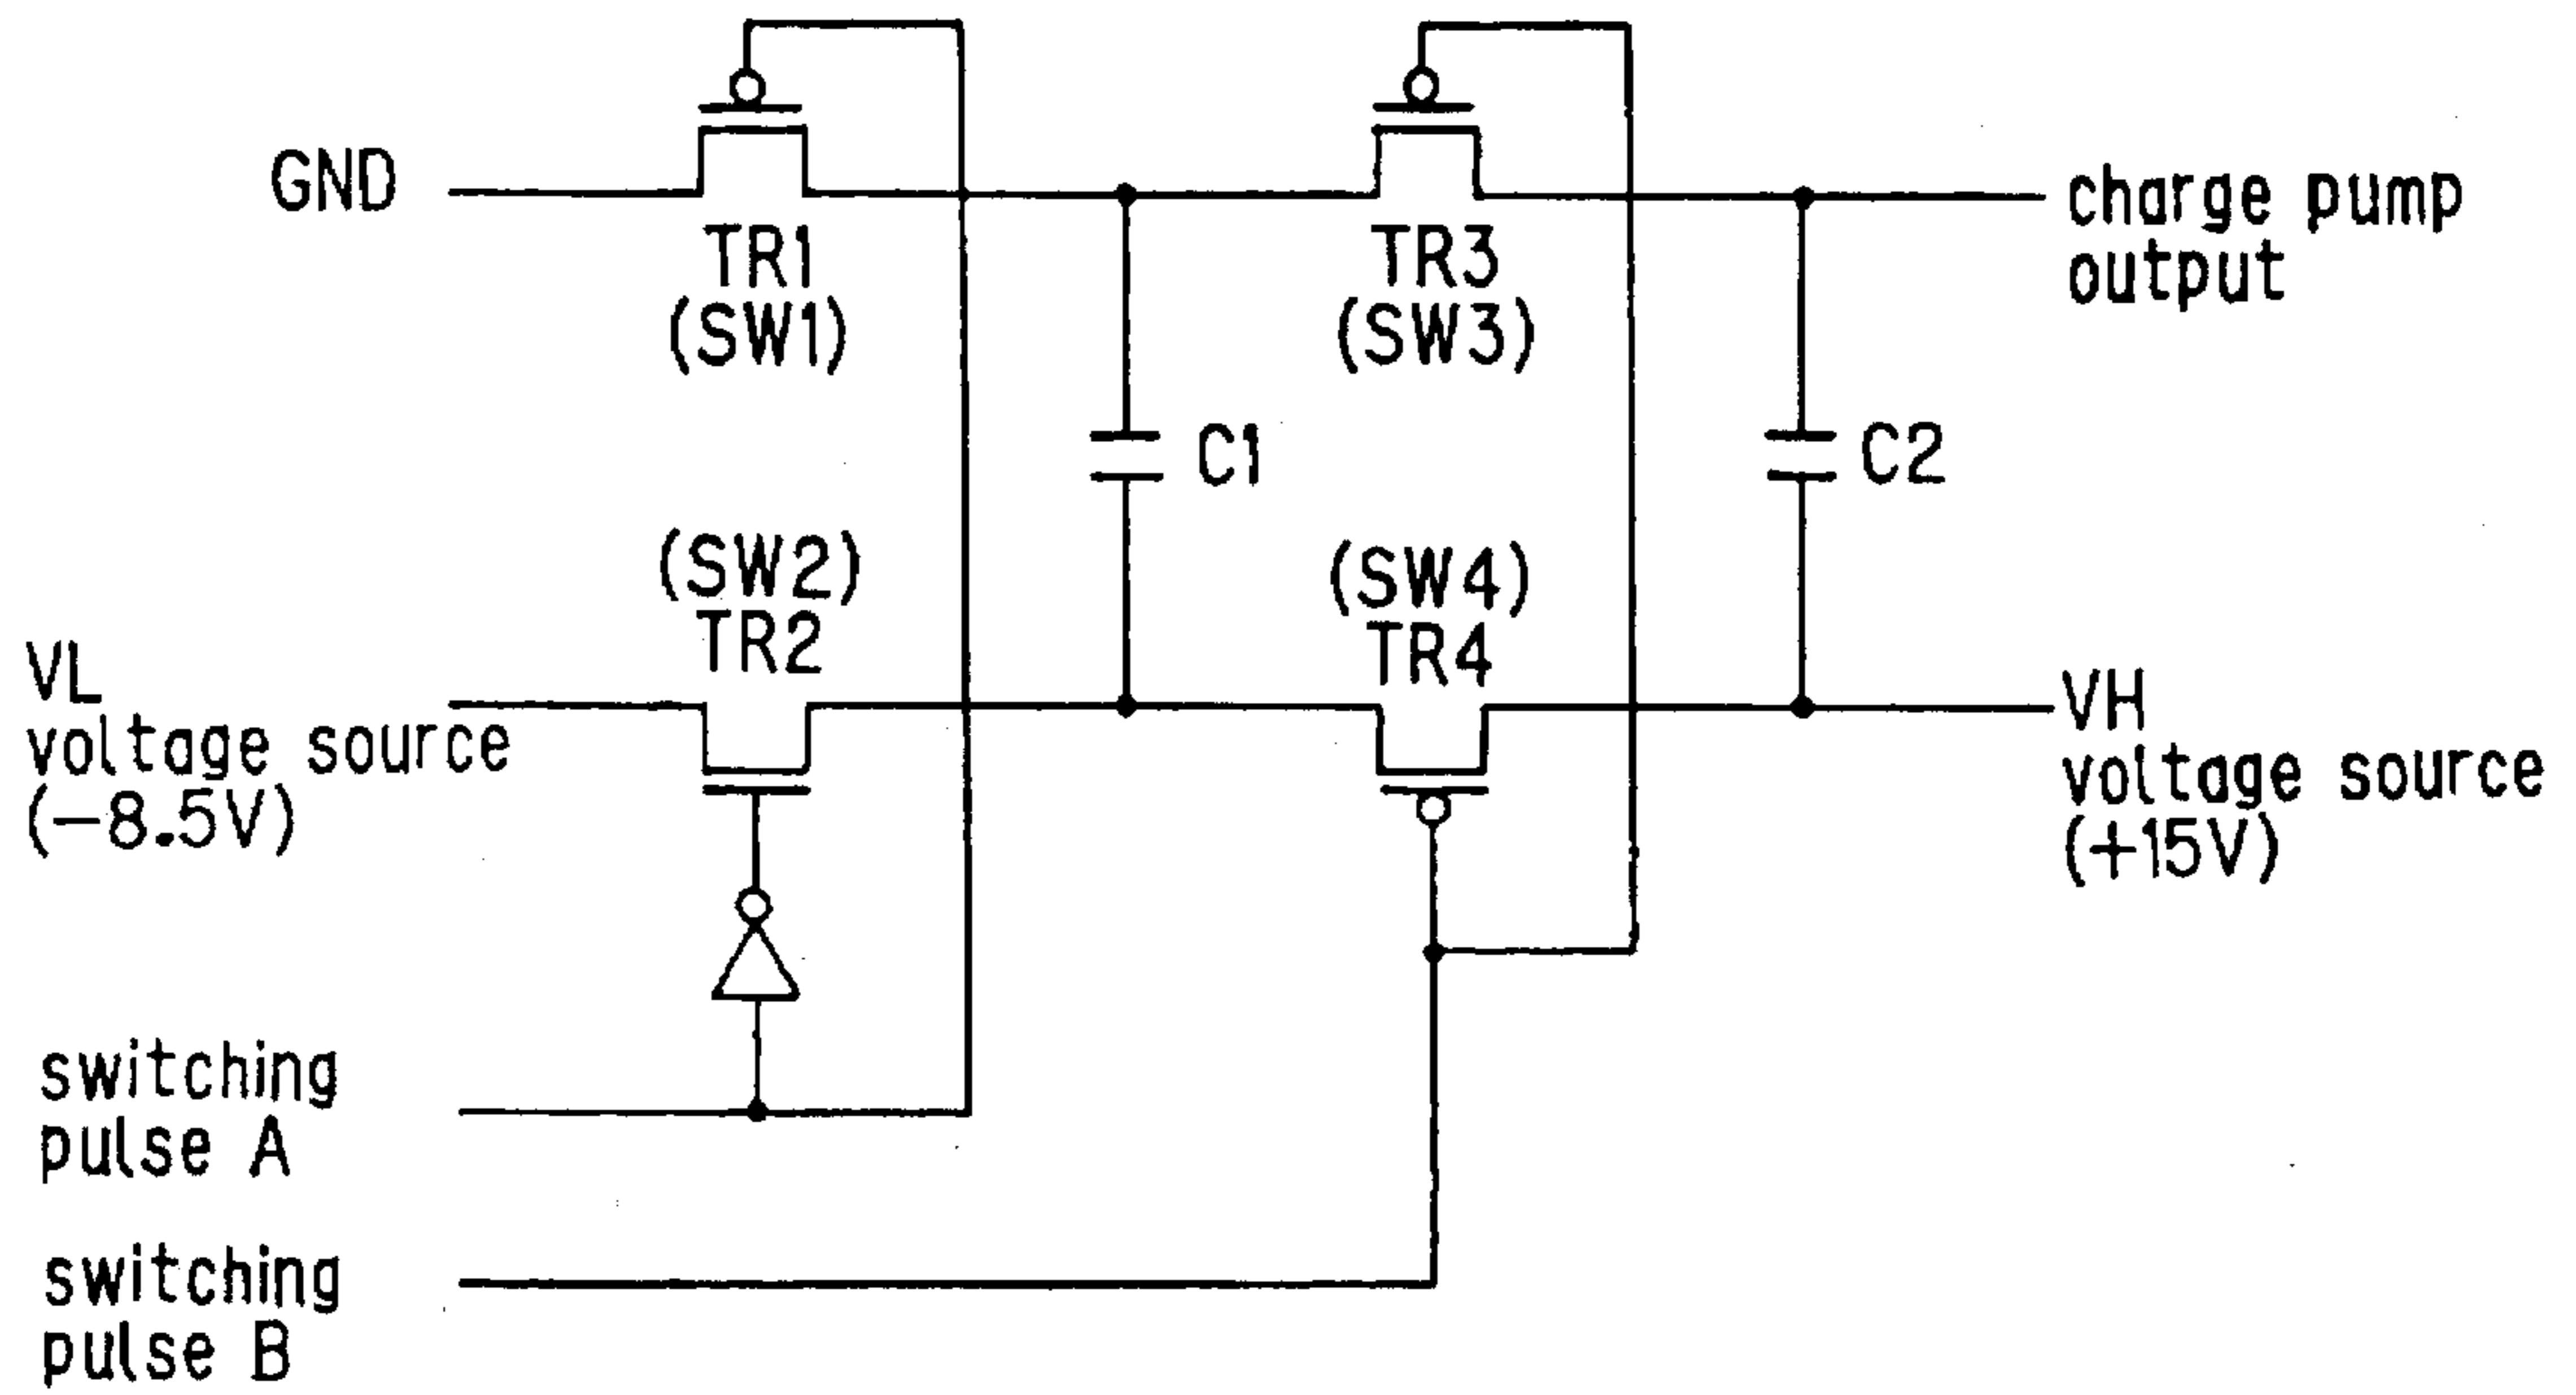 GND
TR1
(SW1)
TR3
(SW3)
charge pump
output
C1
C2
(SW2)
TR2
(SW4)
TR4
VL
voltage source
(-8.5V)
VH
voltage source
(+15V)
switching
pulse A
switching
pulse B